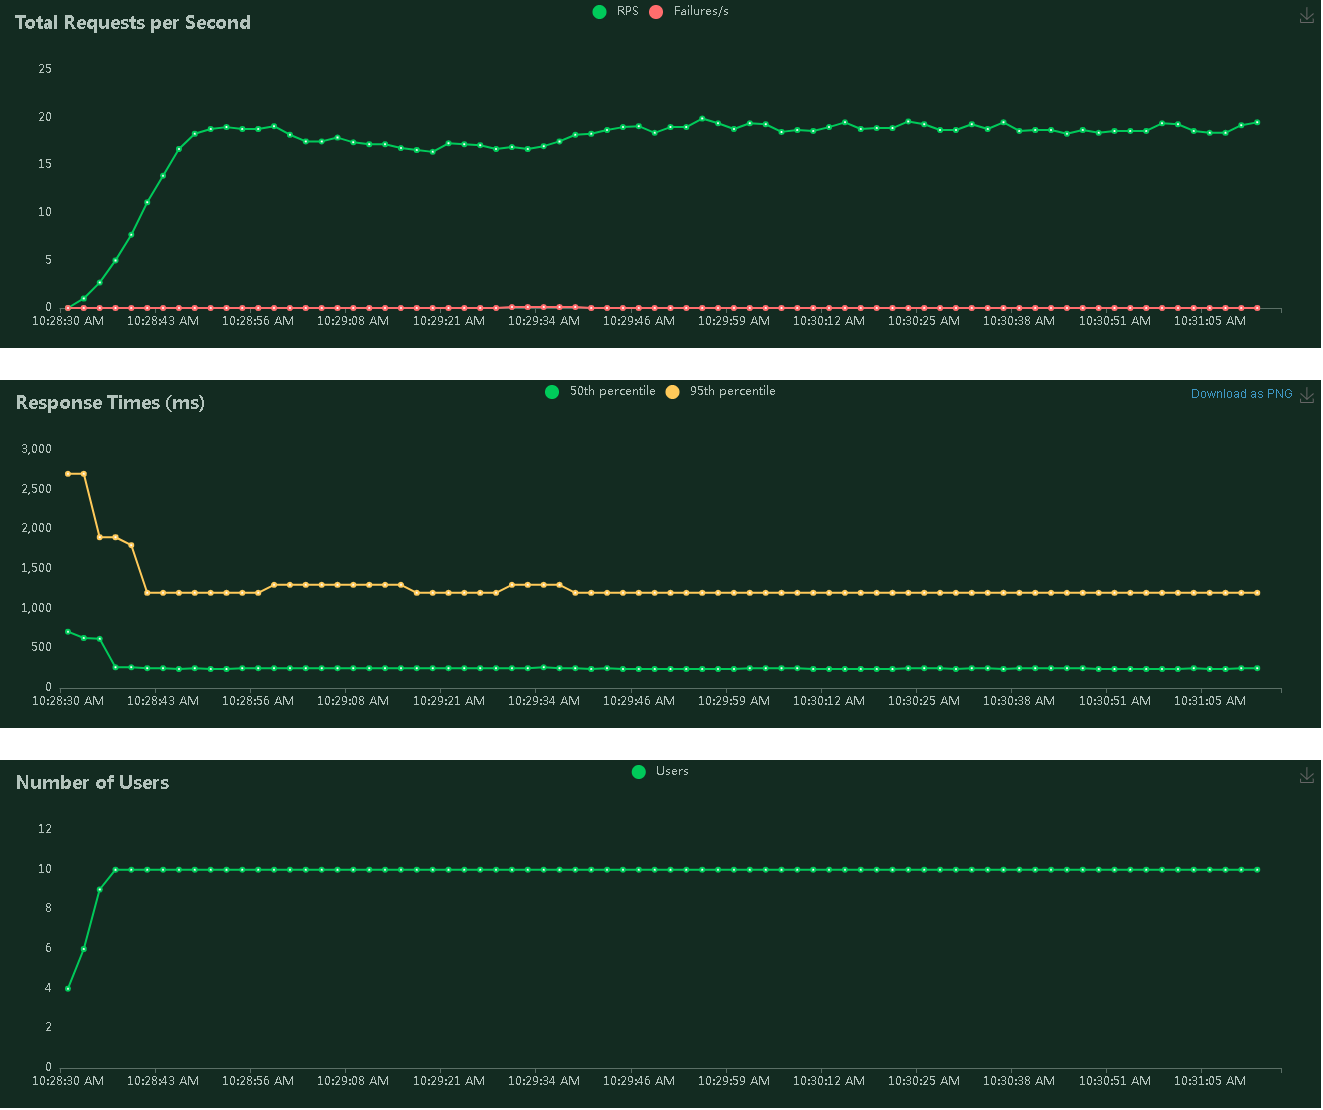 Total Requests per Second
RPS Failures/s
25
20
15
10
5
0
10:28:30 AM 10:28:43 AM 10:28:56 AM 10:29:08 AM 10:29:21 AM 10:29:34 AM 10:29:46 AM 10:29:59 AM 10:30:12 AM 10:30:25 AM 10:30:38 AM 10:30:51 AM 10:31:05 AM
Response Times (ms)
50th percentile 95th percentile
Download as PNG
3,000
2,500
2,000
1,500
1,000
500
0
10:28:30 AM 10:28:43 AM 10:28:56 AM 10:29:08 AM 10:29:21 AM 10:29:34 AM 10:29:46 AM 10:29:59 AM 10:30:12 AM 10:30:25 AM 10:30:38 AM 10:30:51 AM 10:31:05 AM
Number of Users
Users
12
10
8
6
4
2
0
10:28:30 AM 10:28:43 AM 10:28:56 AM 10:29:08 AM 10:29:21 AM 10:29:34 AM 10:29:46 AM 10:29:59 AM 10:30:12 AM 10:30:25 AM 10:30:38 AM 10:30:51 AM 10:31:05 AM